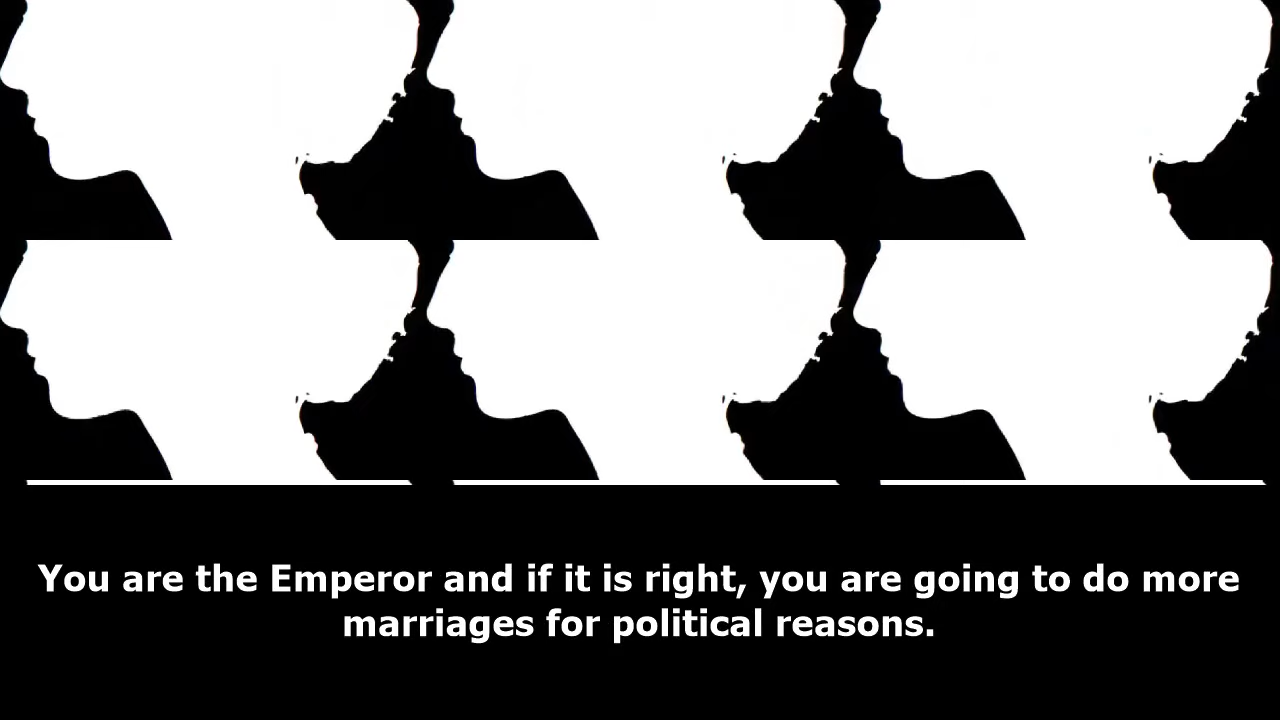 You are the Emperor and if it is right, you are going to do more
marriages for political reasons.